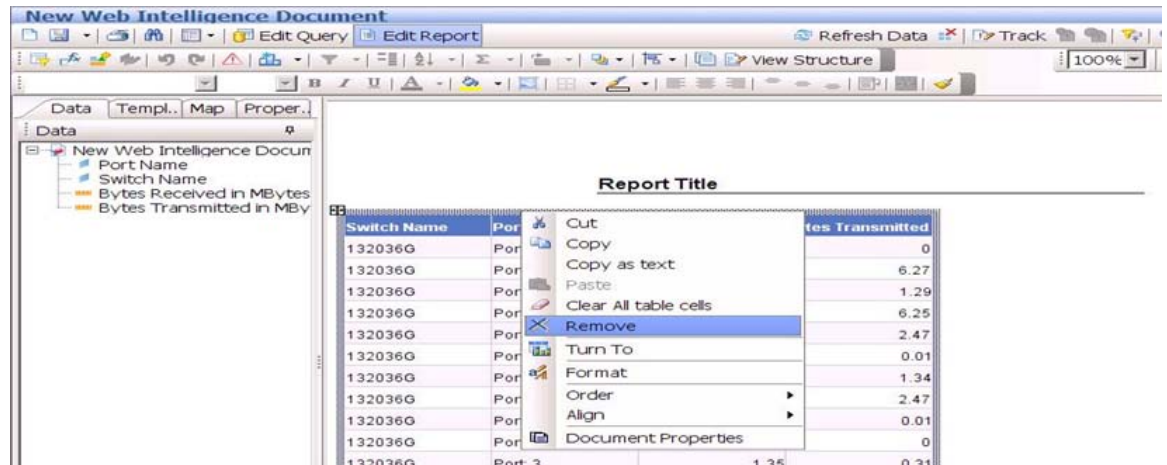 New Web Intelligence Document
Edit Query Edit Report Refresh Data Track
View Structure 100%
B I U A
Data Templ.. Map Proper..
Data
New Web Intelligence Docum
Port Name
Switch Name
Bytes Received in MBytes
Bytes Transmitted in MBy
Report Title
Switch Name Por tes Transmitted
132036G Por 0
132036G Por 6.27
132036G Por 1.29
132036G Por 6.25
132036G Por 2.47
132036G Por 0.01
132036G Por 1.34
132036G Por 2.47
132036G Por 0.01
132036G Por 0
132036G Port 3 1.35 0.31
Cut
Copy
Copy as text
Paste
Clear All table cells
Remove
Turn To
Format
Order
Align
Document Properties